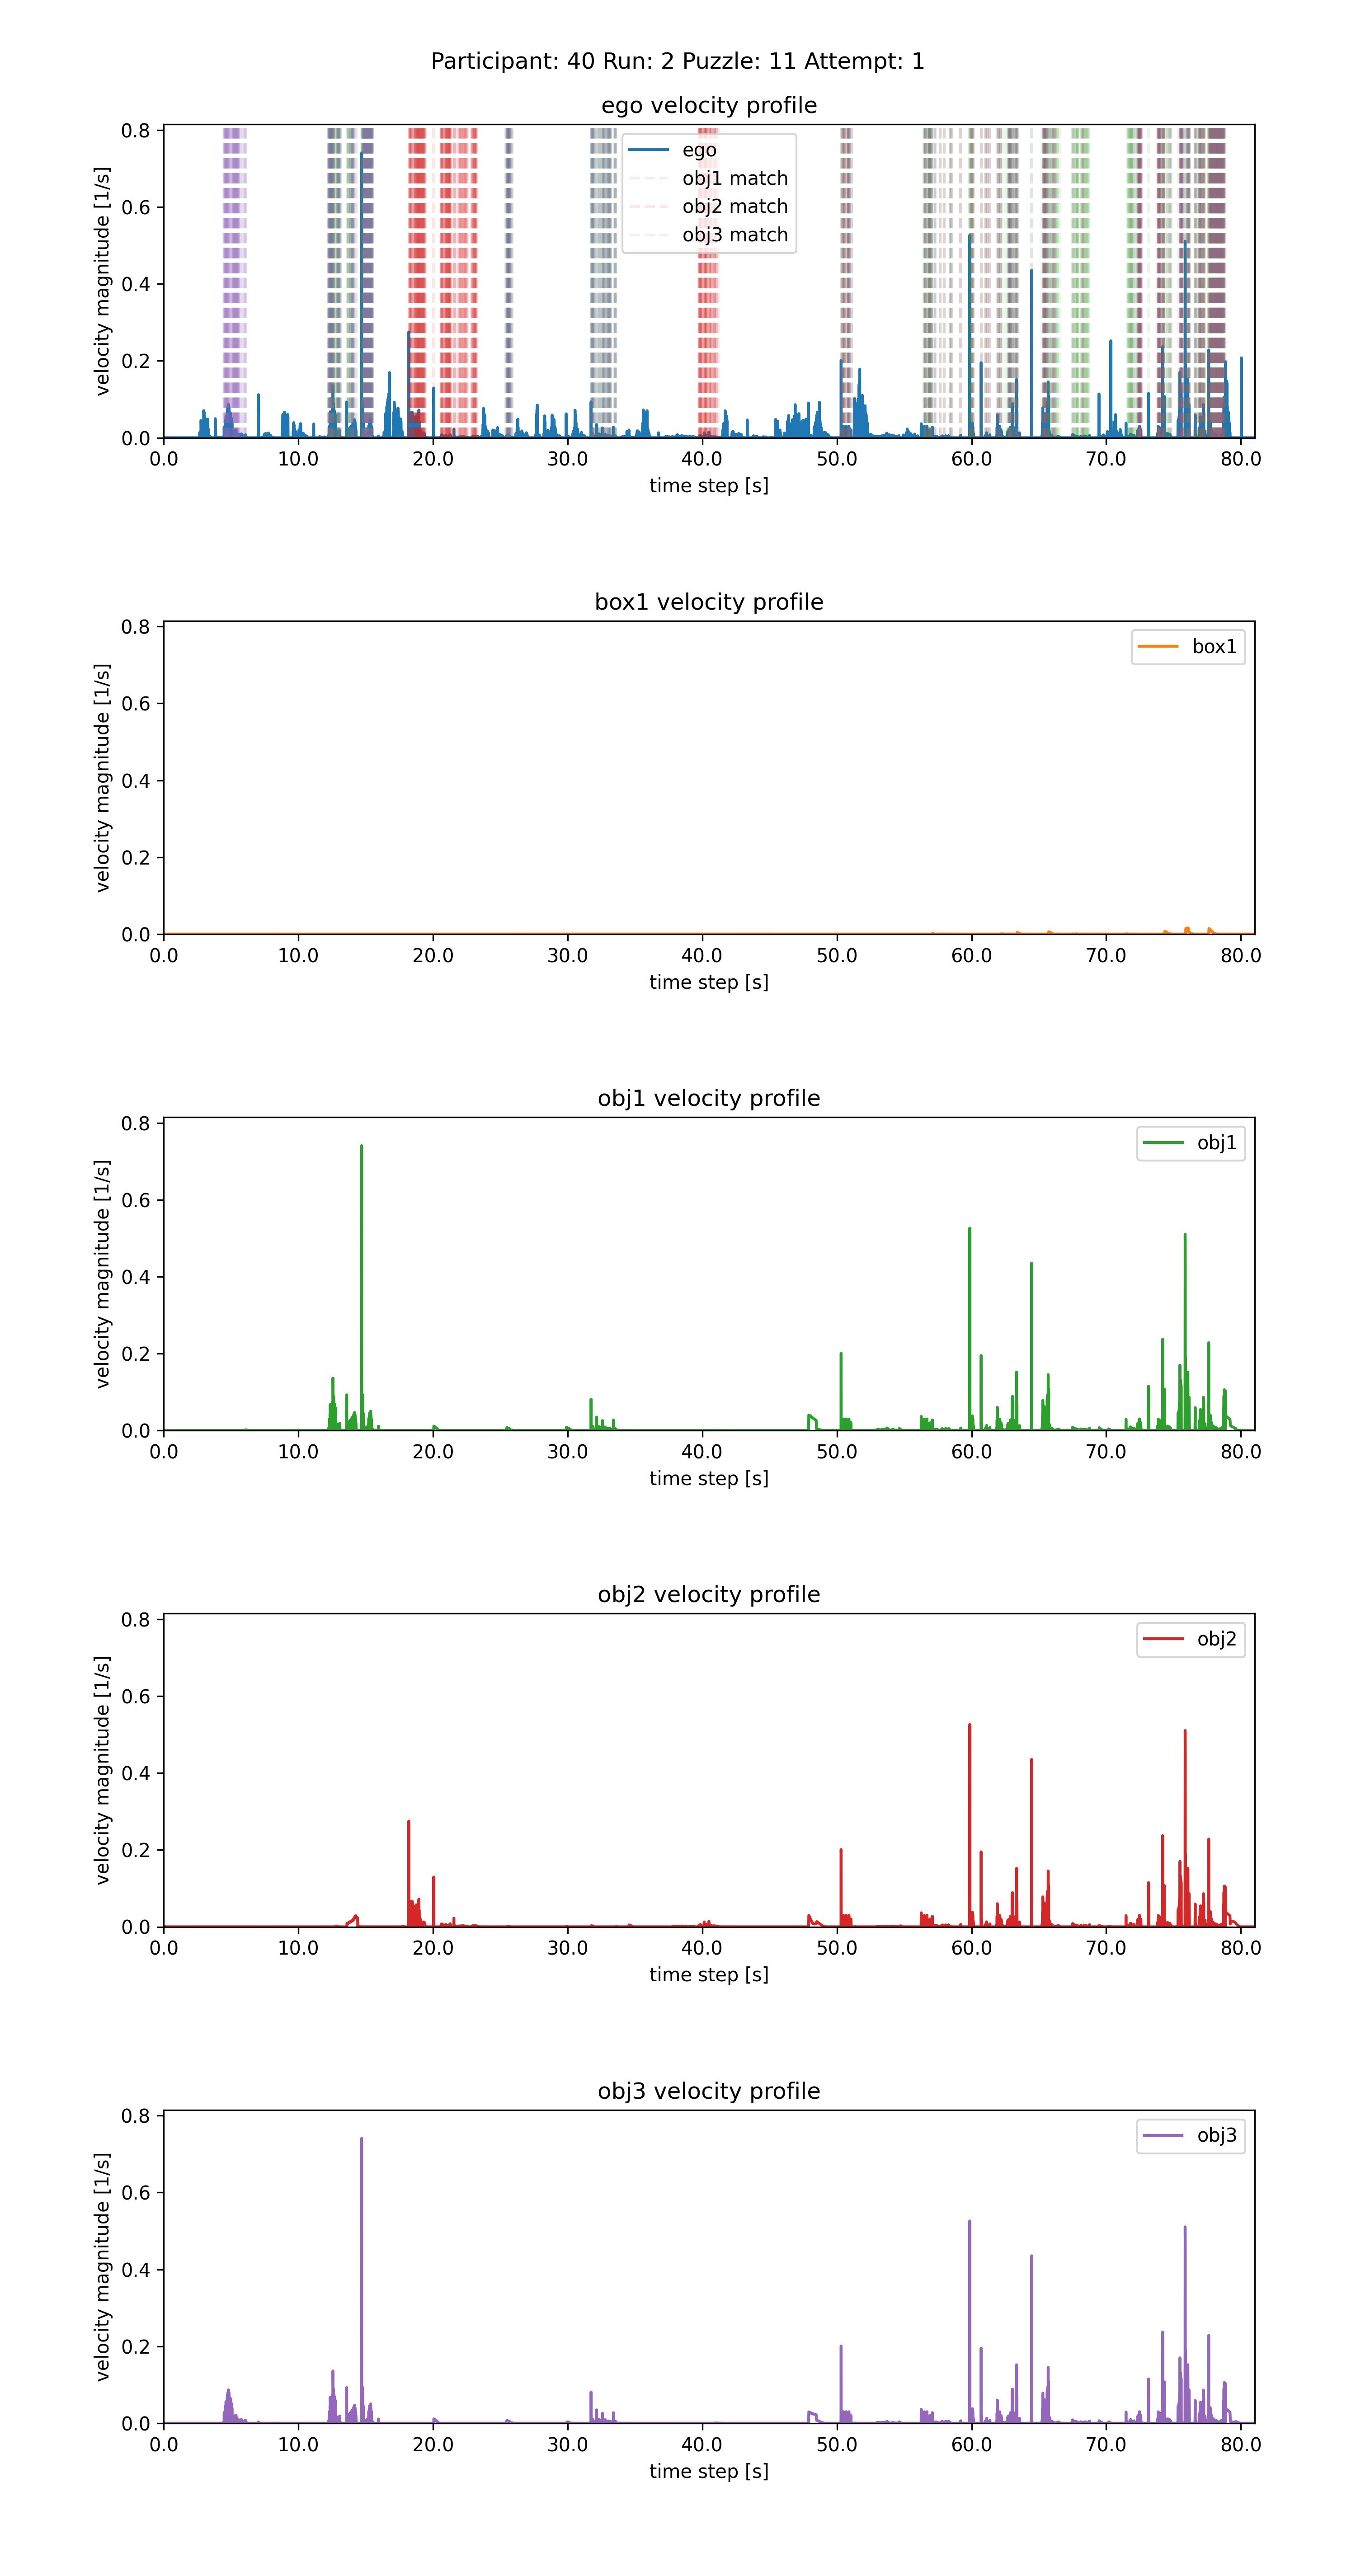 Participant: 40 Run: 2 Puzzle: 11 Attempt: 1
ego velocity profile
velocity magnitude [1/s]
0.8
0.6
0.4
0.2
0.0
ego
obj1 match
obj2 match
obj3 match
0.0 10.0 20.0 30.0 40.0 50.0 60.0 70.0 80.0
time step [s]
box1 velocity profile
velocity magnitude [1/s]
0.8
0.6
0.4
0.2
0.0
box1
0.0 10.0 20.0 30.0 40.0 50.0 60.0 70.0 80.0
time step [s]
obj1 velocity profile
velocity magnitude [1/s]
0.8
0.6
0.4
0.2
0.0
obj1
0.0 10.0 20.0 30.0 40.0 50.0 60.0 70.0 80.0
time step [s]
obj2 velocity profile
velocity magnitude [1/s]
0.8
0.6
0.4
0.2
0.0
obj2
0.0 10.0 20.0 30.0 40.0 50.0 60.0 70.0 80.0
time step [s]
obj3 velocity profile
velocity magnitude [1/s]
0.8
0.6
0.4
0.2
0.0
obj3
0.0 10.0 20.0 30.0 40.0 50.0 60.0 70.0 80.0
time step [s]